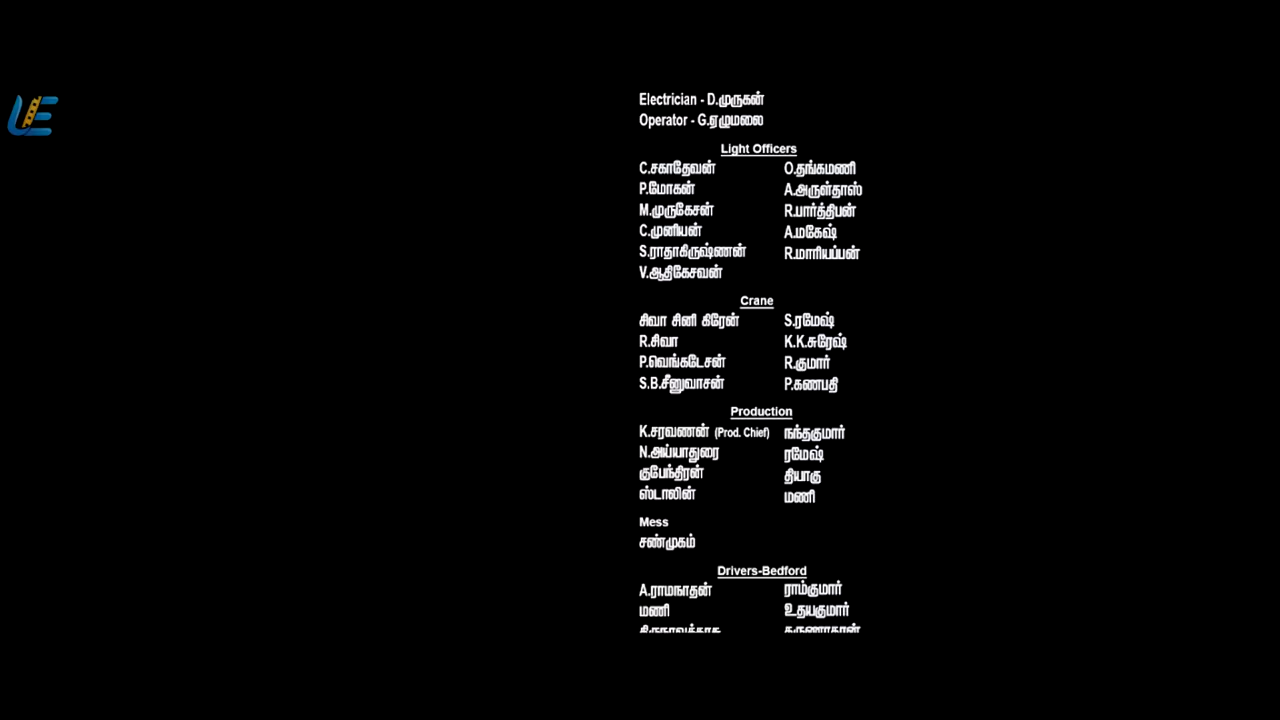 UE
Electrician - D.முருகன்
Operator - G.ஏழுமலை
Light Officers
C.சகாதேவன் O.தங்கமணி
P.மோகன் A.அருள்தாஸ்
M.முருகேசன் R.பார்த்திபன்
C.முனியன் A.மகேஷ்
S.ராதாகிருஷ்ணன் R.மாரியப்பன்
V.ஆதிகேசவன்
Crane
சிவா சினி கிரேன் S.ரமேஷ்
R.சிவா K.K.சுரேஷ்
P.வெங்கடேசன் R.குமார்
S.B.சீனுவாசன் P.கணபதி
Production
K.சரவணன் (Prod. Chief) நந்தகுமார்
N.அய்யாதுரை ரமேஷ்
குபேந்திரன் தியாகு
ஸ்டாலின் மணி
Mess
சண்முகம்
Drivers-Bedford
A.ராமநாதன் ராம்குமார்
மணி உதயகுமார்